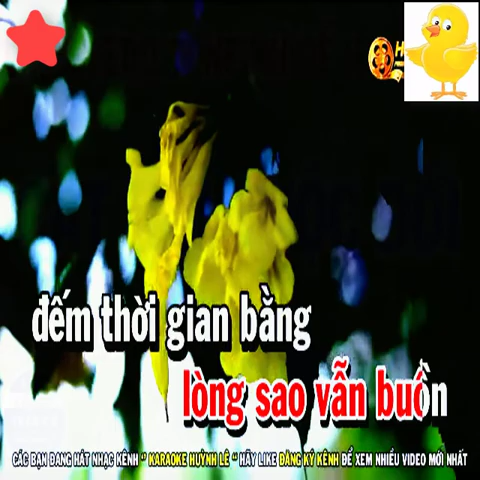 đếm thời gian bằng
lòng sao vẫn buồn
CÁC BẠN ĐANG HÁT NHẠC KÊNH " KARAOKE HUỲNH LÊ " HÃY LIKE ĐĂNG KÝ KÊNH ĐỂ XEM NHIỀU VIDEO MỚI NHẤT